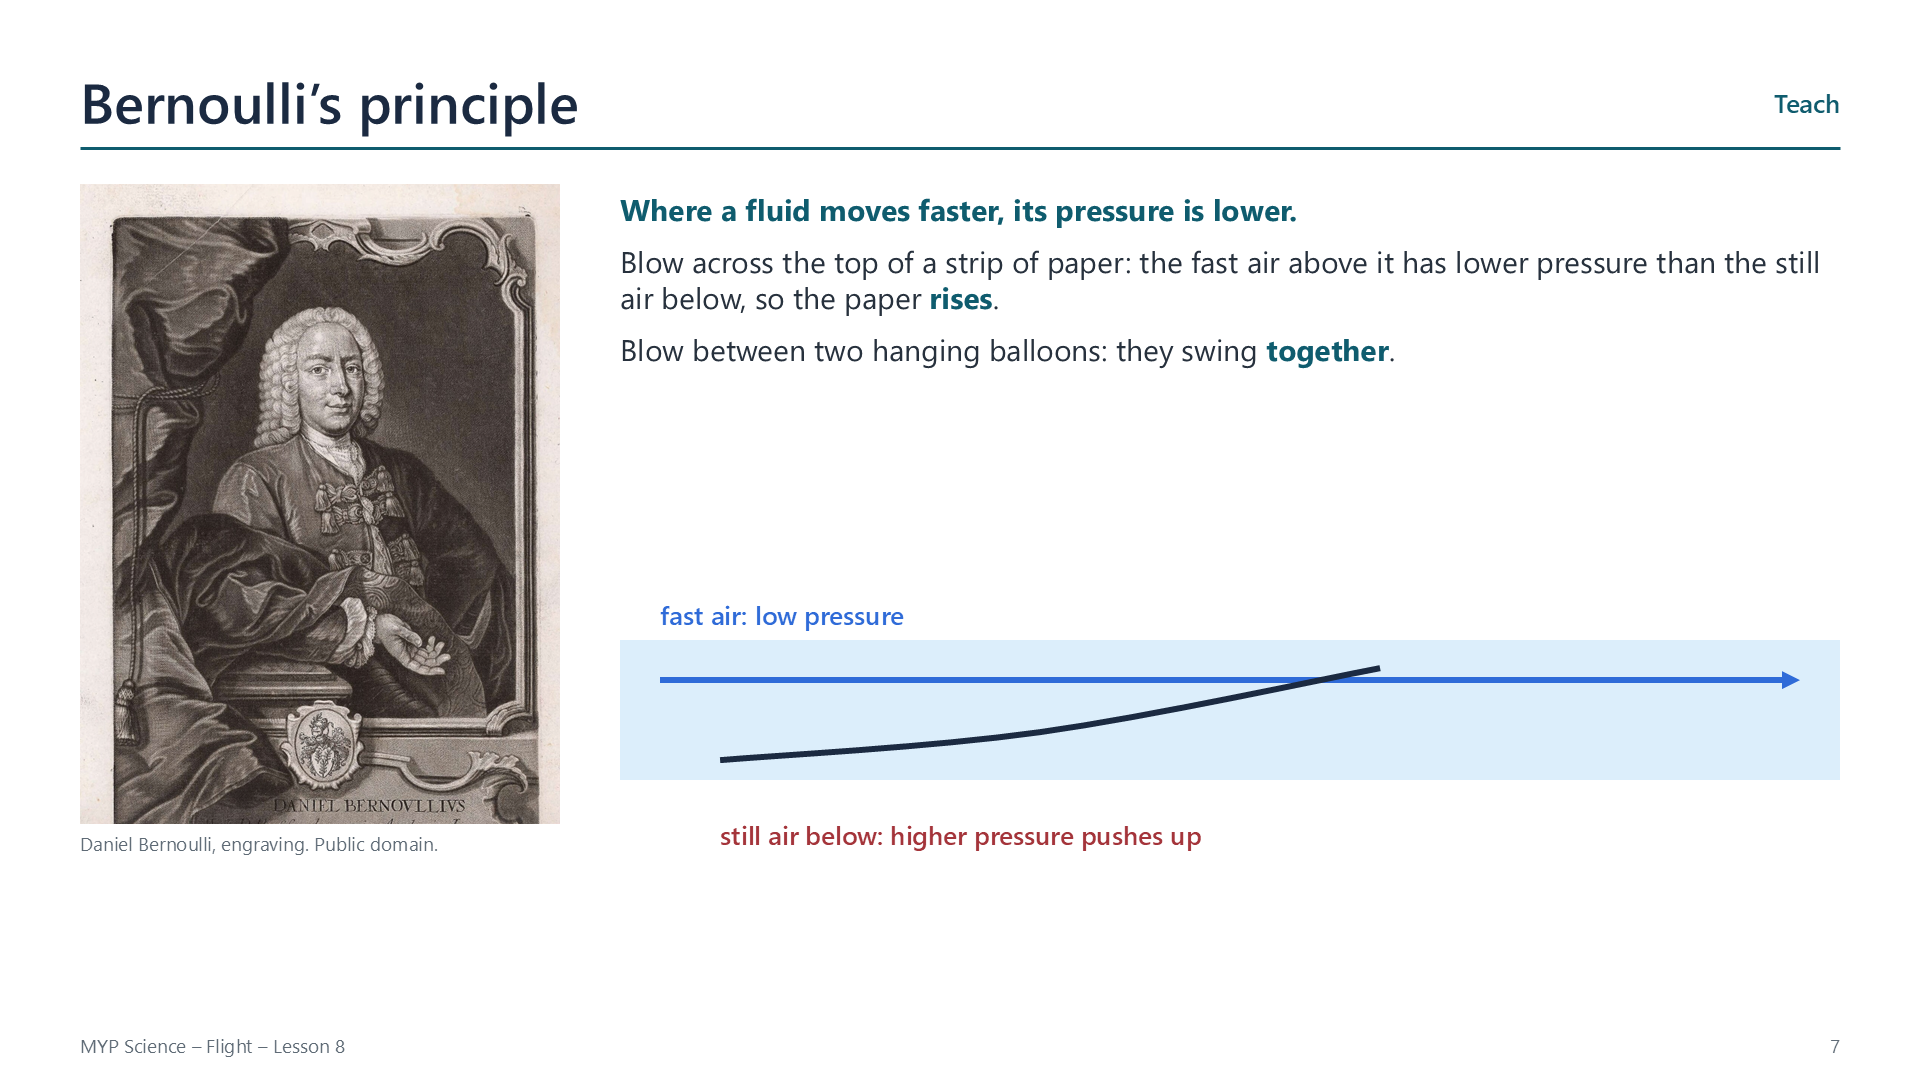 Bernoulli’s principle
Teach
Where a fluid moves faster, its pressure is lower.
Blow across the top of a strip of paper: the fast air above it has lower pressure than the still
air below, so the paper rises.
Blow between two hanging balloons: they swing together.
fast air: low pressure
still air below: higher pressure pushes up
DANIEL BERNOVLLIVS
Daniel Bernoulli, engraving. Public domain.
MYP Science – Flight – Lesson 8
7